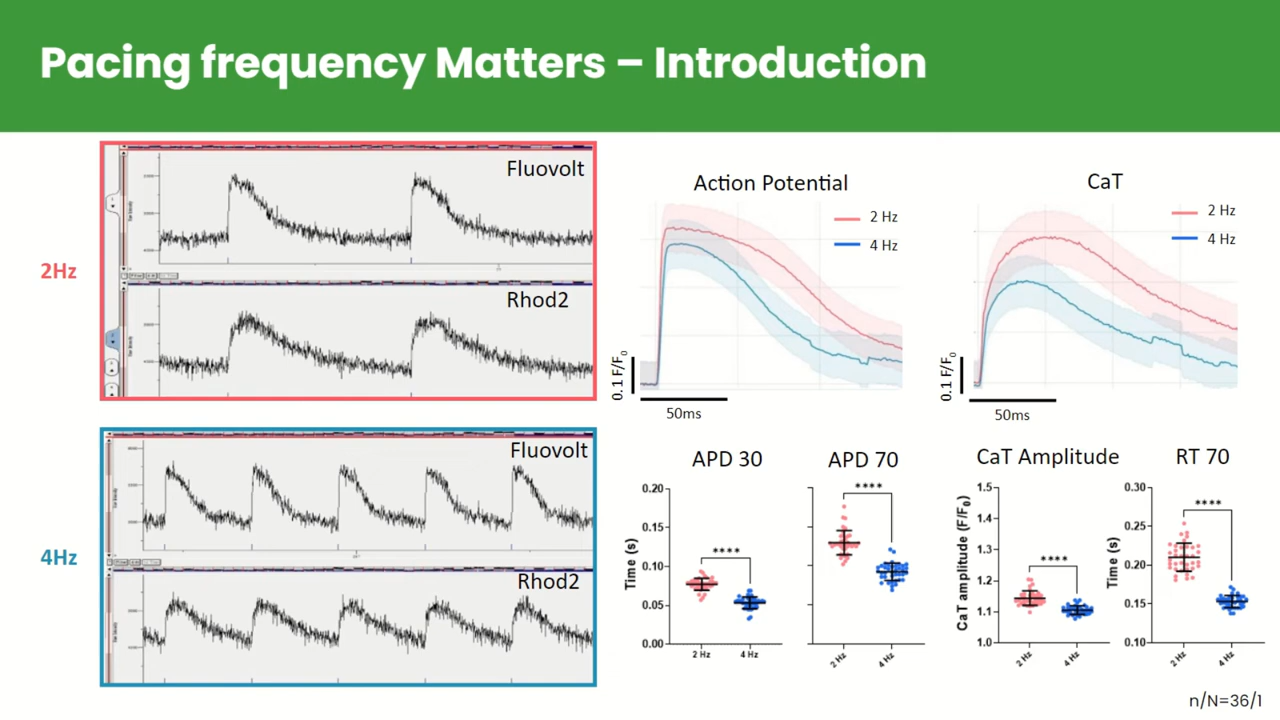 Pacing frequency Matters – Introduction
2Hz
Fluovolt
Rhod2
4Hz
Fluovolt
Rhod2
Action Potential
2 Hz
4 Hz
0.1 F/F₀
50ms
CaT
2 Hz
4 Hz
0.1 F/F₀
50ms
APD 30
Time (s)
0.20
0.15
0.10
0.05
0.00
****
2 Hz
4 Hz
APD 70
****
2 Hz
4 Hz
CaT Amplitude
CaT amplitude (F/F₀)
1.5
1.4
1.3
1.2
1.1
1.0
****
2 Hz
4 Hz
RT 70
Time (s)
0.30
0.25
0.20
0.15
0.10
****
2 Hz
4 Hz
n/N=36/1